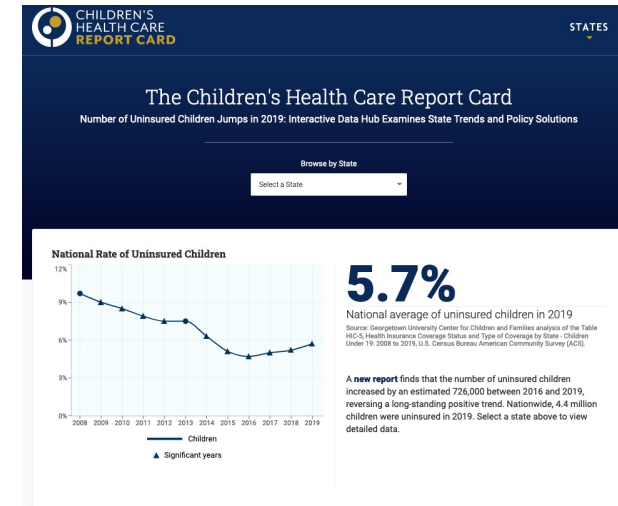 CHILDREN'S
HEALTH CARE
REPORT CARD
STATES
The Children's Health Care Report Card
Number of Uninsured Children Jumps in 2019: Interactive Data Hub Examines State Trends and Policy Solutions
Browse by State
Select a State
National Rate of Uninsured Children
12%
9%
6%
3%
0%
2008 2009 2010 2011 2012 2013 2014 2015 2016 2017 2018 2019
Children
Significant years
5.7%
National average of uninsured children in 2019
Source: Georgetown University Center for Children and Families analysis of the Table
HIC-5, Health Insurance Coverage Status and Type of Coverage by State - Children
Under 19: 2008 to 2019, U.S. Census Bureau American Community Survey (ACS).
A new report finds that the number of uninsured children
increased by an estimated 726,000 between 2016 and 2019,
reversing a long-standing positive trend. Nationwide, 4.4 million
children were uninsured in 2019. Select a state above to view
detailed data.